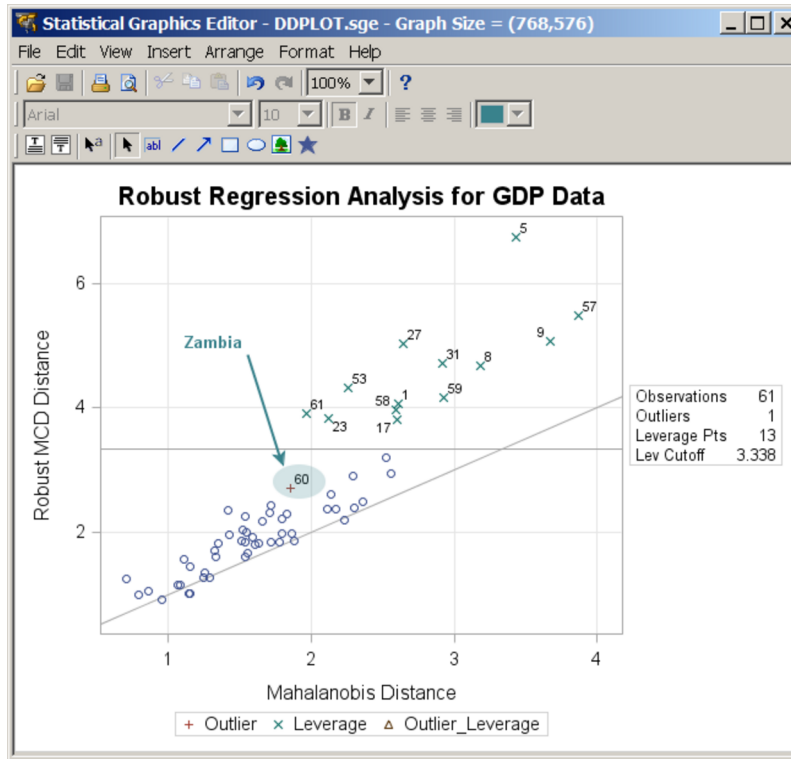 Statistical Graphics Editor - DDPLOT.sge - Graph Size = (768,576)
File Edit View Insert Arrange Format Help
100% ?
Arial 10 B I
T T a abl
Robust Regression Analysis for GDP Data
5
6
57
27
9
Zambia
31
8
53
59
1
58
61
4
23
17
Observations 61
Outliers 1
Leverage Pts 13
Lev Cutoff 3.338
Robust MCD Distance
60
2
1 2 3 4
Mahalanobis Distance
Outlier Leverage Outlier_Leverage